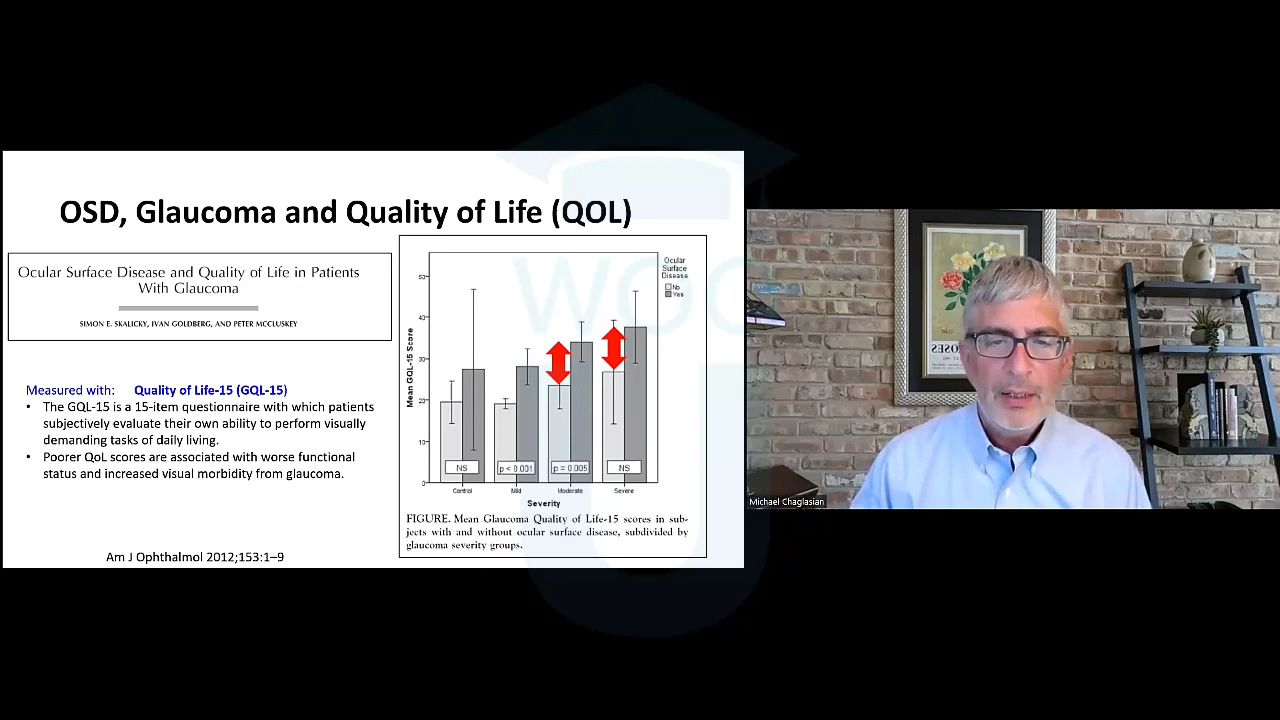 OSD, Glaucoma and Quality of Life (QOL)
Ocular Surface Disease and Quality of Life in Patients
With Glaucoma
SIMON E. SKALICKY, IVAN GOLDBERG, AND PETER MCCLUSKEY
Measured with: Quality of Life-15 (GQL-15)
• The GQL-15 is a 15-item questionnaire with which patients
subjectively evaluate their own ability to perform visually
demanding tasks of daily living.
• Poorer QoL scores are associated with worse functional
status and increased visual morbidity from glaucoma.
Am J Ophthalmol 2012;153:1–9
Mean GQL-15 Score
50
40
30
20
10
0
NS
p < 0.001
p = 0.005
NS
Control
Mild
Moderate
Severe
Severity
Ocular
Surface
Disease
No
Yes
FIGURE. Mean Glaucoma Quality of Life-15 scores in sub-
jects with and without ocular surface disease, subdivided by
glaucoma severity groups.
WOC
OSES
Michael Chaglasian